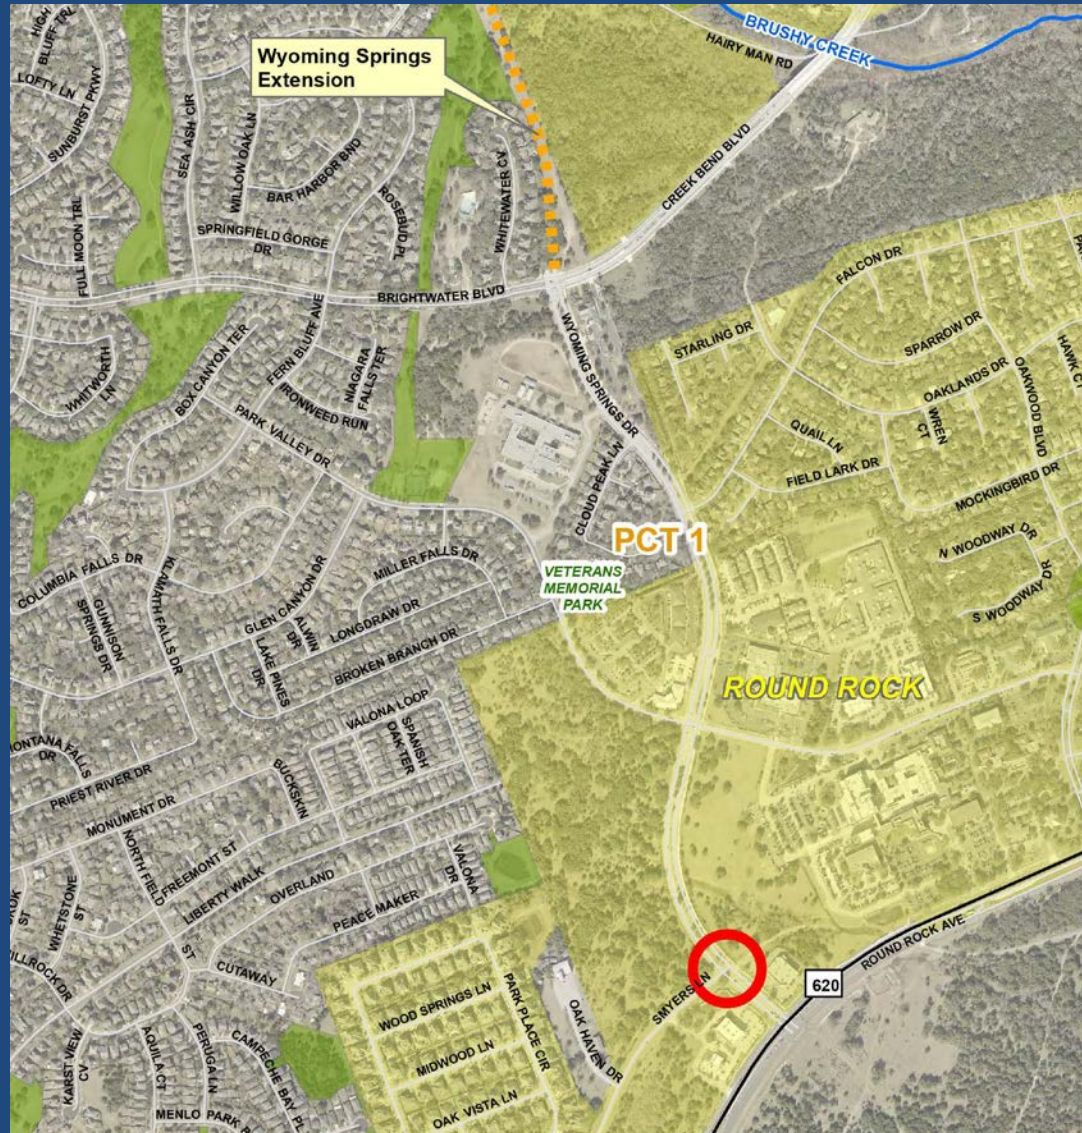 HIGH
BLUFF TRL
LOFTY LN
SUNBURST PKWY
SEA ASH CIR
WILLOW OAK LN
Wyoming Springs
Extension
BAR HARBOR BND
SPRINGFIELD GORGE
DR
ROSEBUD PL
WHITEWATER CV
HAIRY MAN RD
BRUSHY CREEK
CREEK BEND BLVD
FULL MOON TRL
BRIGHTWATER BLVD
WYOMING SPRINGS DR
FALCON DR
STARLING DR
SPARROW DR
OAKLANDS DR
OAKWOOD BLVD
WREN
CT
QUAIL LN
FIELD LARK DR
MOCKINGBIRD DR
N WOODWAY DR
S WOODWAY DR
WHITWORTH
LN
BOX CANYON TER
FERN BLUFF AVE
NIAGARA
FALLS TER
IRONWEED RUN
PARK VALLEY DR
CLOUD PEAK LN
PCT 1
VETERANS
MEMORIAL
PARK
COLUMBIA FALLS DR
KLAMATH FALLS DR
GUNNISON
SPRINGS DR
GLEN CANYON DR
MILLER FALLS DR
ALWIN
DR
LONGDRAW DR
LAKE PINES
DR
BROKEN BRANCH DR
ROUND ROCK
VALONA LOOP
SPANISH
OAK TER
MONTANA FALLS
DR
PRIEST RIVER DR
MONUMENT DR
BUCKSKIN
NORTH FIELD
ST
FREEMONT ST
LIBERTY WALK
OVERLAND
VALONA
DR
PEACE MAKER
WHETSTONE
ST
ST
CUTAWAY
KARST VIEW
CV
AQUILA CT
PERUGA LN
CAMPECHE BAY PL
MENLO PARK
WOOD SPRINGS LN
MIDWOOD LN
OAK VISTA LN
PARK PLACE CIR
OAK HAVEN DR
SMYERS LN
620
ROUND ROCK AVE